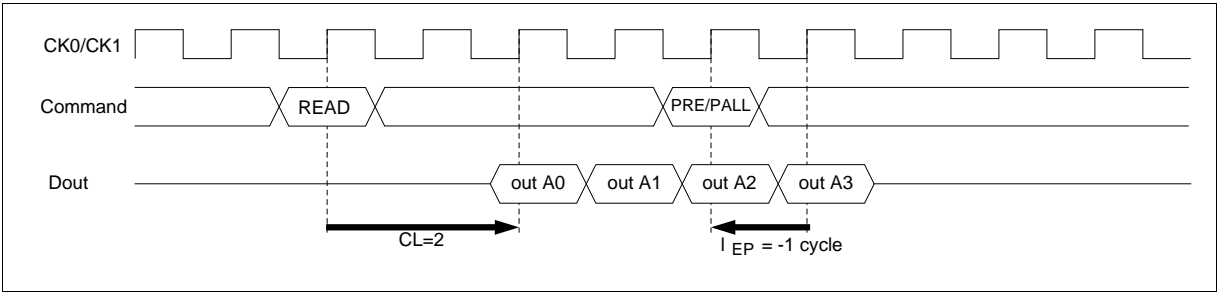 CK0/CK1
Command READ PRE/PALL
Dout out A0 out A1 out A2 out A3
CL=2 l EP = -1 cycle